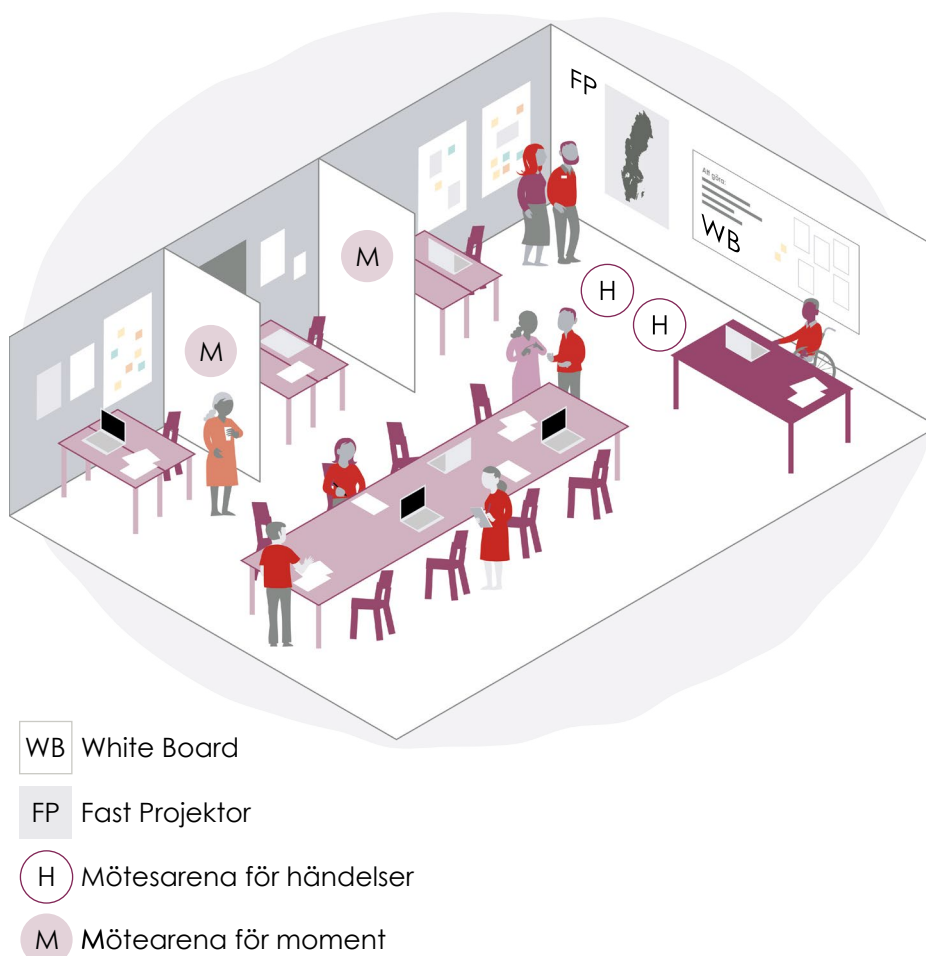 FP
Att göra:
WB
M
H
H
M
WB White Board
FP Fast Projektor
H Mötesarena för händelser
M Mötearena för moment